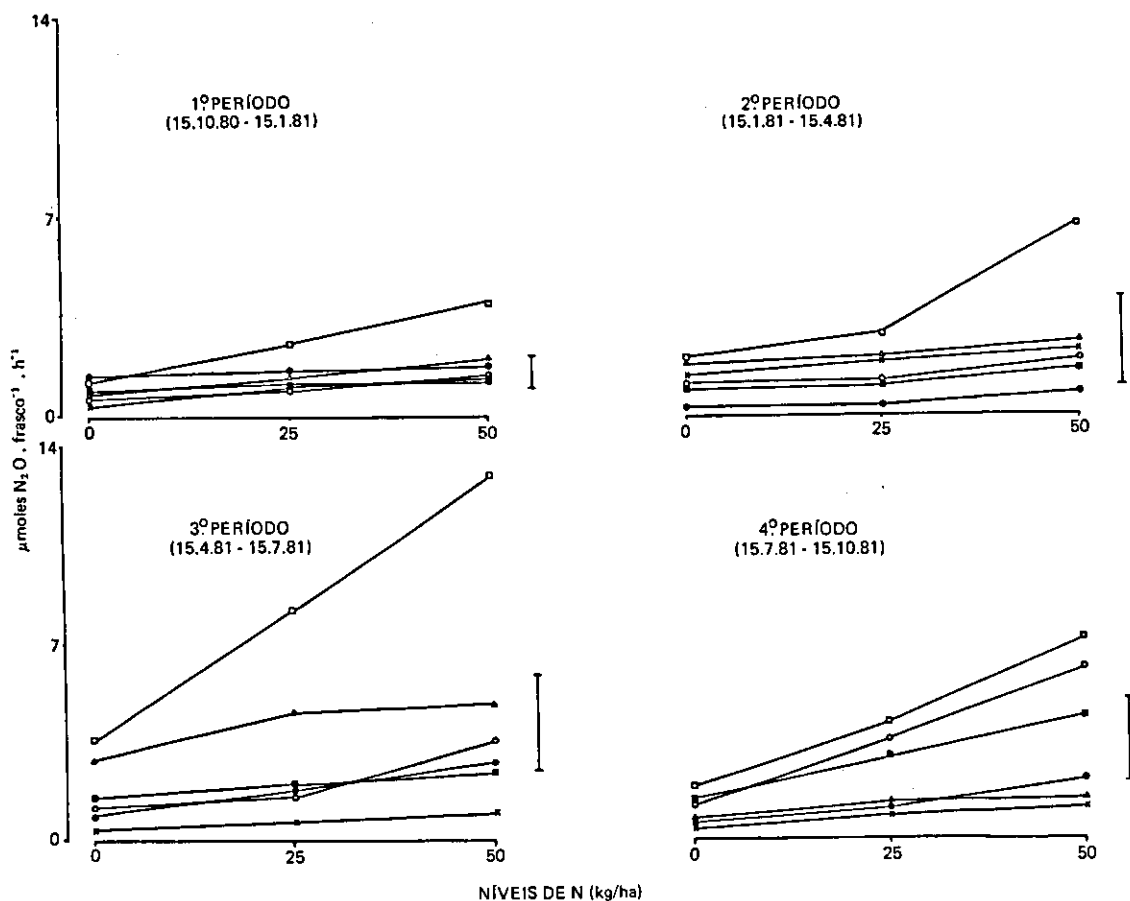 14
1º PERÍODO
(15.10.80 - 15.1.81)
7
0
0
25
50
2º PERÍODO
(15.1.81 - 15.4.81)
0
25
50
μmoles N₂O . frasco⁻¹ . h⁻¹
14
3º PERÍODO
(15.4.81 - 15.7.81)
7
0
0
25
50
4º PERÍODO
(15.7.81 - 15.10.81)
0
25
50
NÍVEIS DE N (kg/ha)